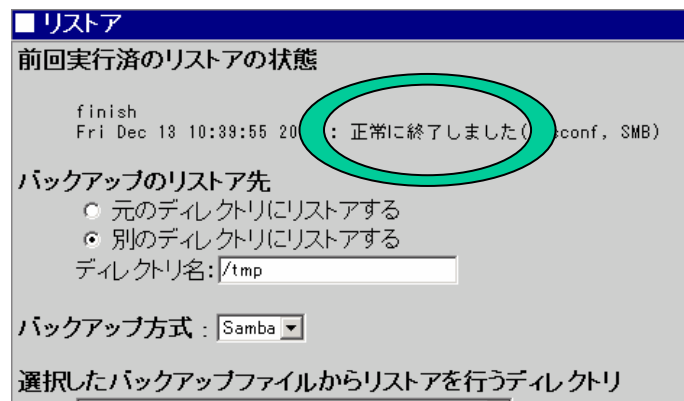 ■ リストア
前回実行済のリストアの状態
finish
Fri Dec 13 10:39:55 20 : 正常に終了しました( conf, SMB)
バックアップのリストア先
元のディレクトリにリストアする
別のディレクトリにリストアする
ディレクトリ名: /tmp
バックアップ方式 : Samba
選択したバックアップファイルからリストアを行うディレクトリ